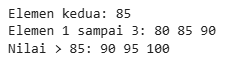 Elemen kedua: 85
Elemen 1 sampai 3: 80 85 90
Nilai > 85: 90 95 100